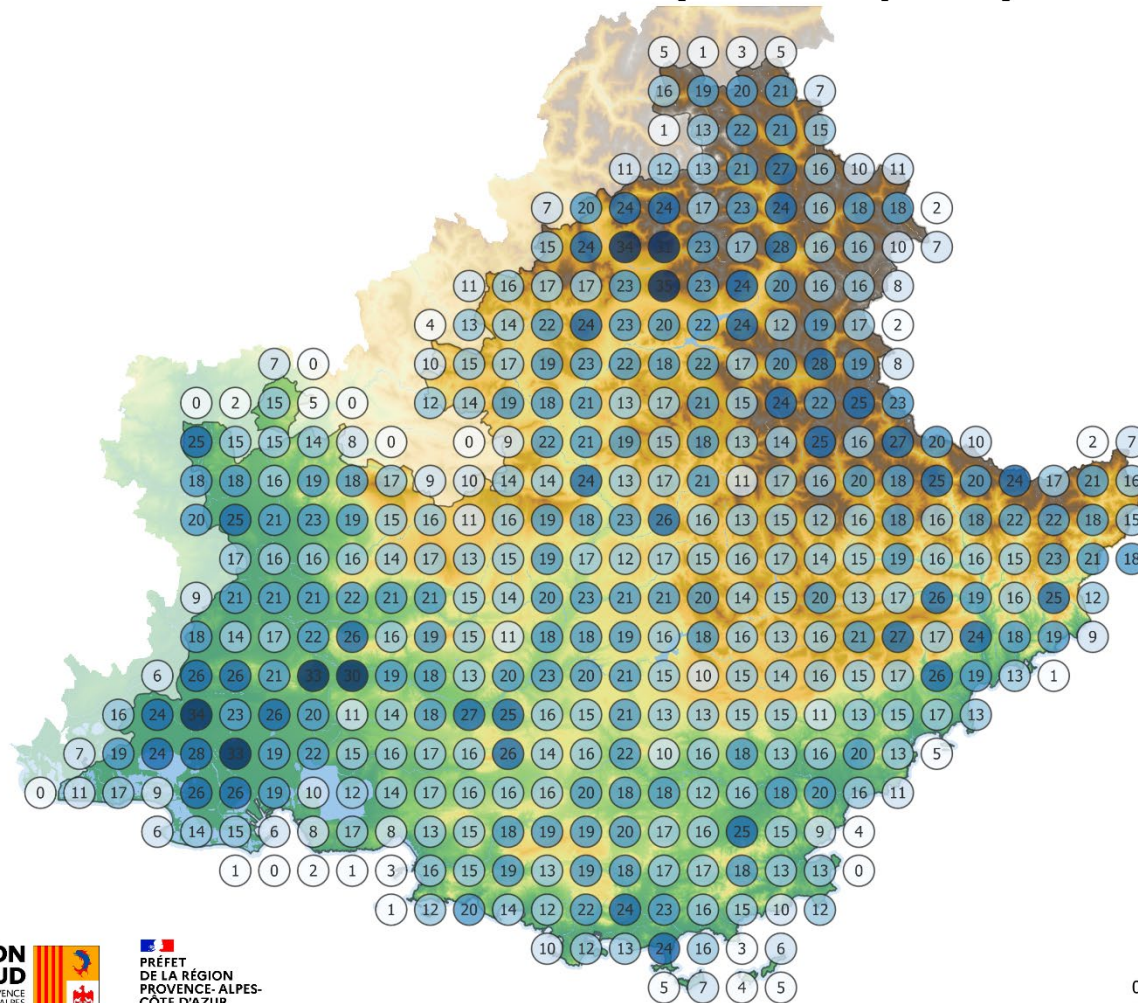 5 1 3 5
16 19 20 21 7
1 13 22 21 15
11 12 13 21 27 16 10 11
7 20 24 24 17 23 24 16 18 18 2
15 24 34 31 23 17 28 16 16 10 7
11 16 17 17 23 35 23 24 20 16 16 8
4 13 14 22 24 23 20 22 24 12 19 17 2
7 0 10 15 17 19 23 22 18 22 17 20 28 19 8
0 2 15 5 0 12 14 19 18 21 13 17 21 15 24 22 25 23
25 15 15 14 8 0 0 9 22 21 19 15 18 13 14 25 16 27 20 10 2 7
18 18 16 19 18 17 9 10 14 14 24 13 17 21 11 17 16 20 18 25 20 24 17 21 16
20 25 21 23 19 15 16 11 16 19 18 23 26 16 13 15 12 16 18 16 18 22 22 18 15
17 16 16 16 14 17 13 15 19 17 12 17 15 16 17 14 15 19 16 16 15 23 21 18
9 21 21 21 22 21 21 15 14 20 23 21 21 20 14 15 20 13 17 26 19 16 25 12
18 14 17 22 26 16 19 15 11 18 18 19 16 18 16 13 16 21 27 17 24 18 19 9
6 26 26 21 33 30 19 18 13 20 23 20 21 15 10 15 14 16 15 17 26 19 13 1
16 24 34 23 26 20 11 14 18 27 25 16 15 21 13 13 15 15 11 13 15 17 13
7 19 24 28 33 19 22 15 16 17 16 26 14 16 22 10 16 18 13 16 20 13 5
0 11 17 9 26 26 19 10 12 14 17 16 16 16 20 18 18 12 16 18 20 16 11
6 14 15 6 8 17 8 13 15 18 19 19 20 17 16 25 15 9 4
1 0 2 1 3 16 15 19 13 19 18 17 17 18 13 13 0
1 12 20 14 12 22 24 23 16 15 10 12
10 12 13 24 16 3 6
5 7 4 5
PRÉFET
DE LA RÉGION
PROVENCE- ALPES-
CÔTE D'AZUR